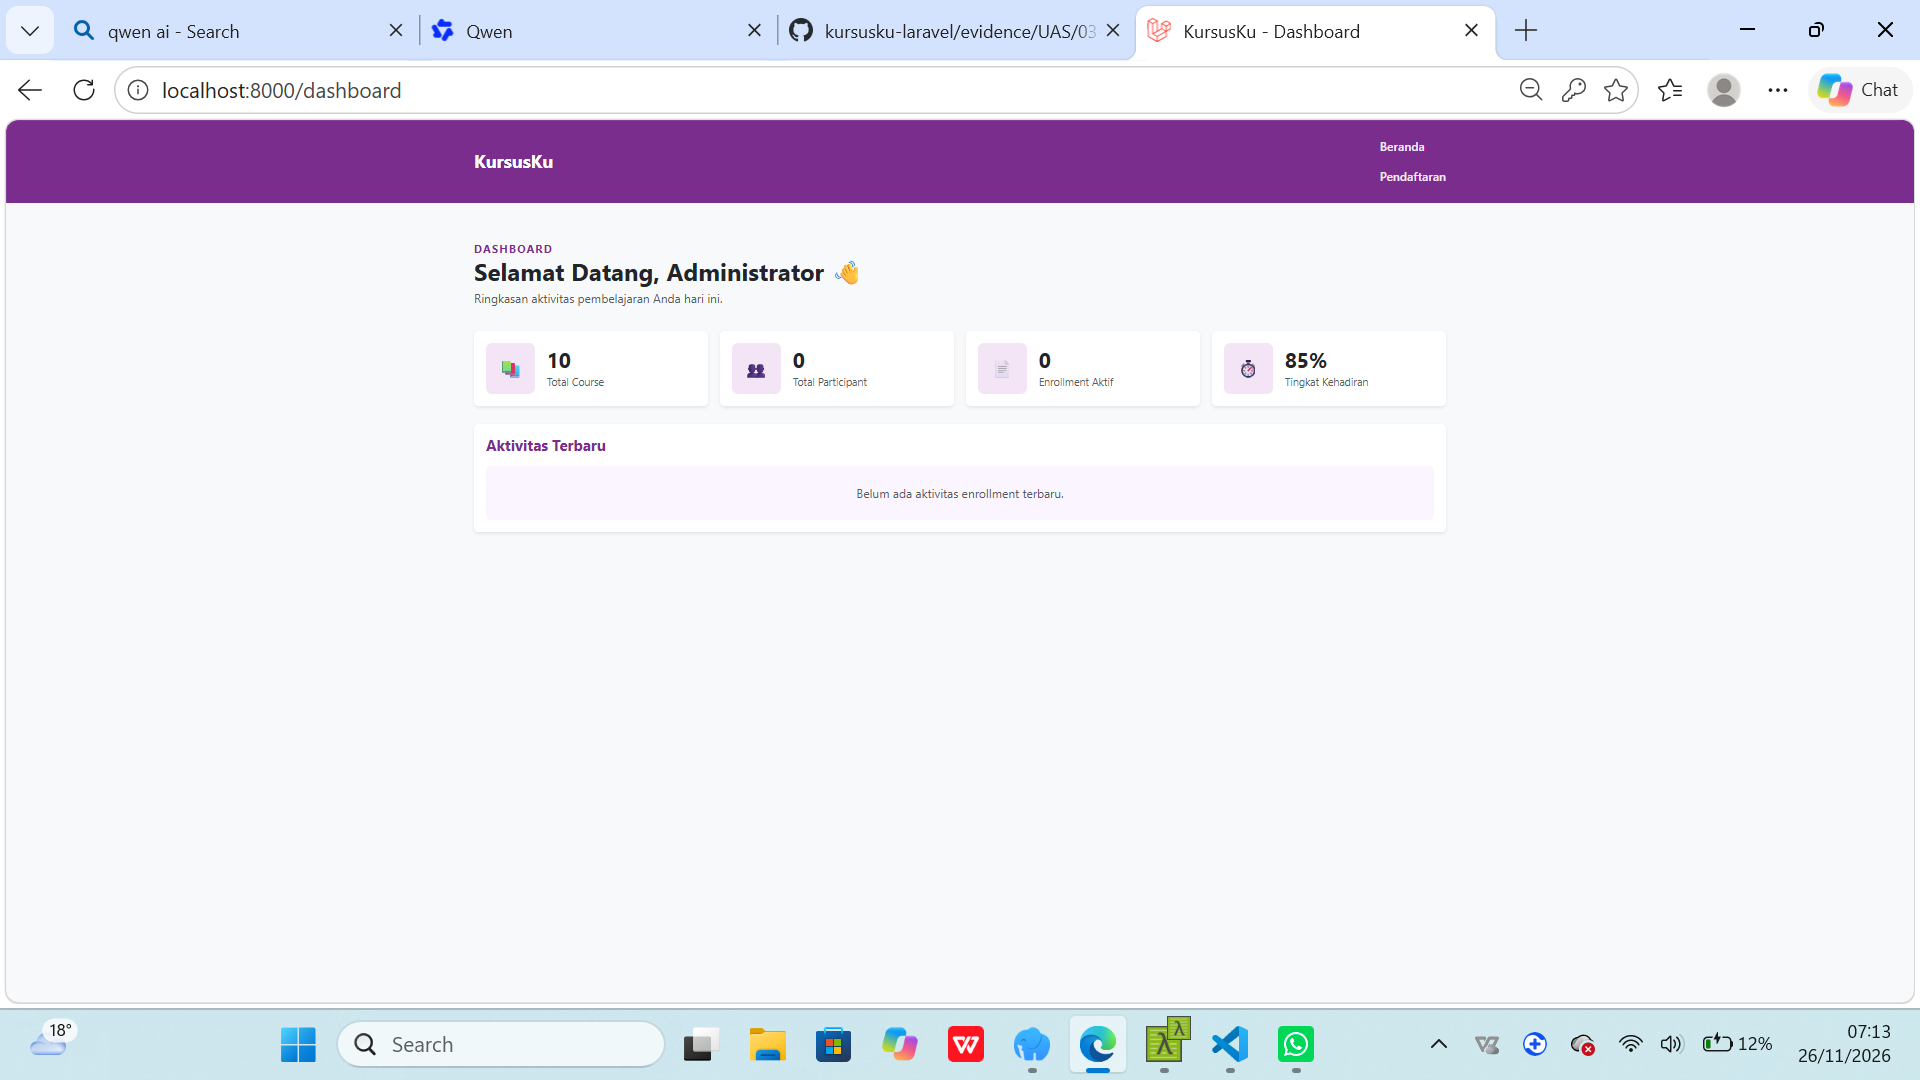 qwen ai - Search
Qwen
kursusku-laravel/evidence/UAS/03
KursusKu - Dashboard
localhost:8000/dashboard
Chat
KursusKu
Beranda
Pendaftaran
DASHBOARD
Selamat Datang, Administrator 👋
Ringkasan aktivitas pembelajaran Anda hari ini.
10
Total Course
0
Total Participant
0
Enrollment Aktif
85%
Tingkat Kehadiran
Aktivitas Terbaru
Belum ada aktivitas enrollment terbaru.
18°
Search
12%
07:13
26/11/2026